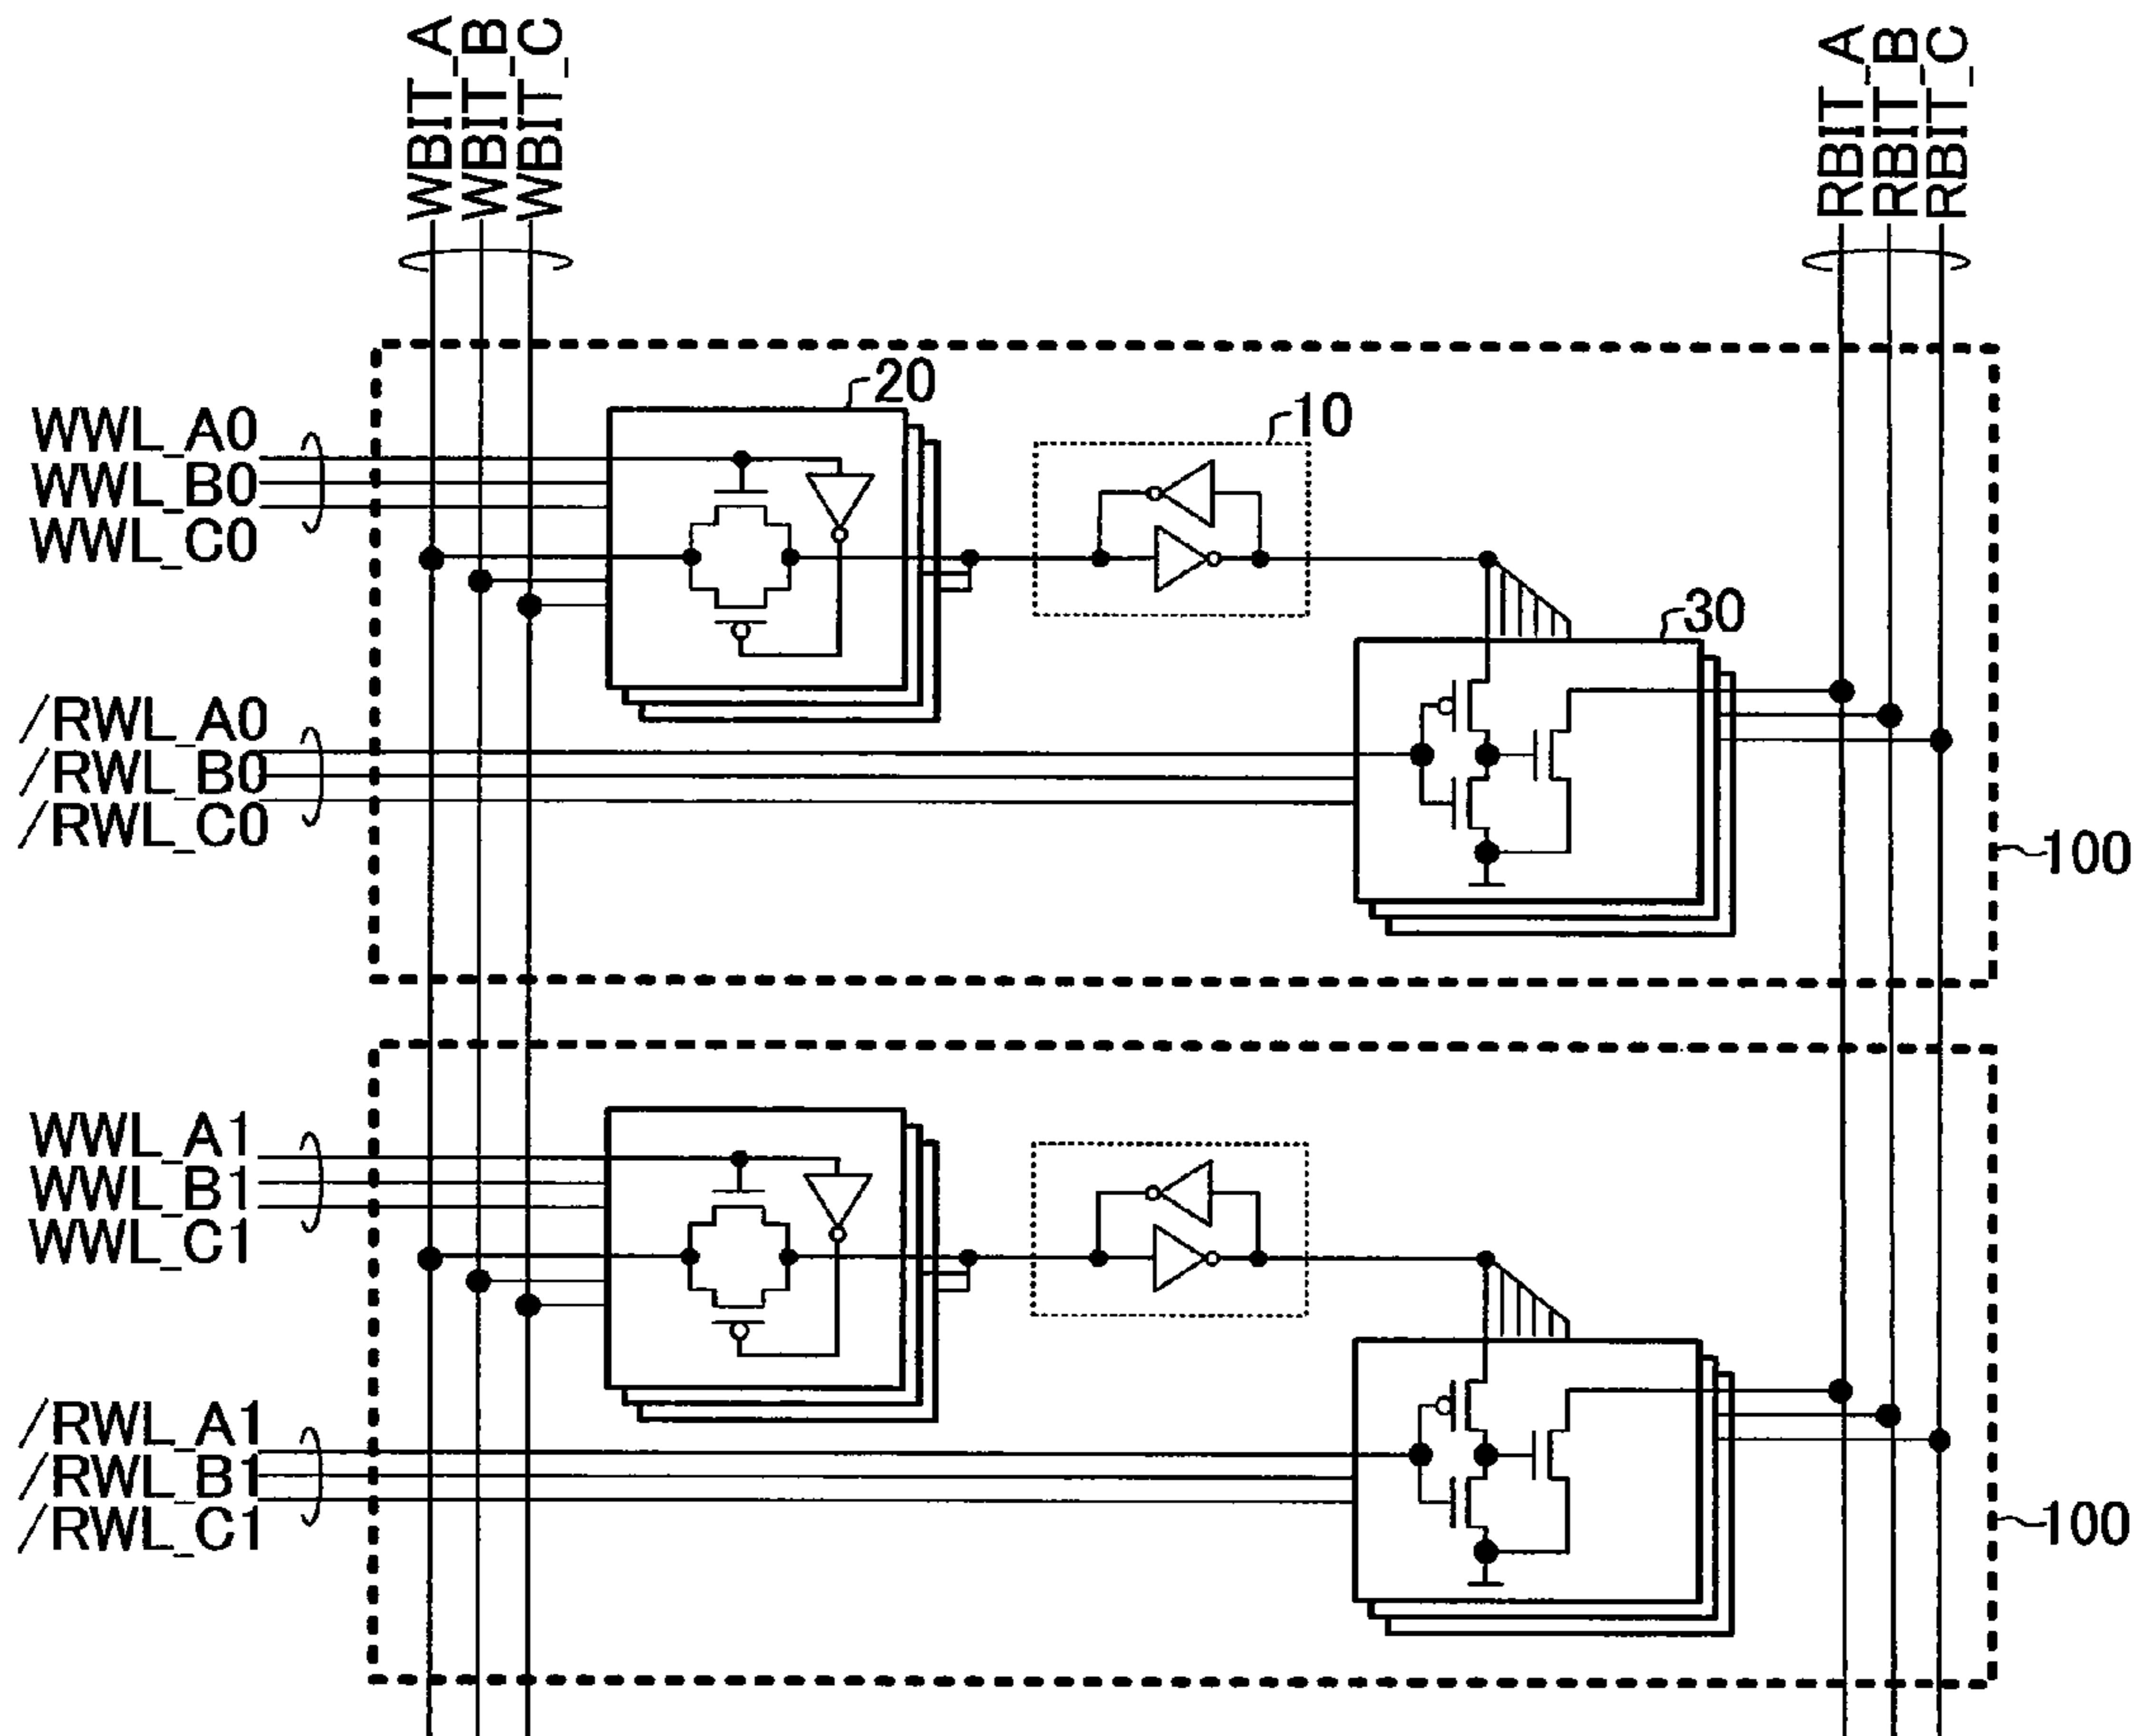 WBIT_A
WBIT_B
WBIT_C
RBIT_A
RBIT_B
RBIT_C
20
10
WWL_A0
WWL_B0
WWL_C0
30
/RWL_A0
/RWL_B0
/RWL_C0
100
WWL_A1
WWL_B1
WWL_C1
/RWL_A1
/RWL_B1
/RWL_C1
100